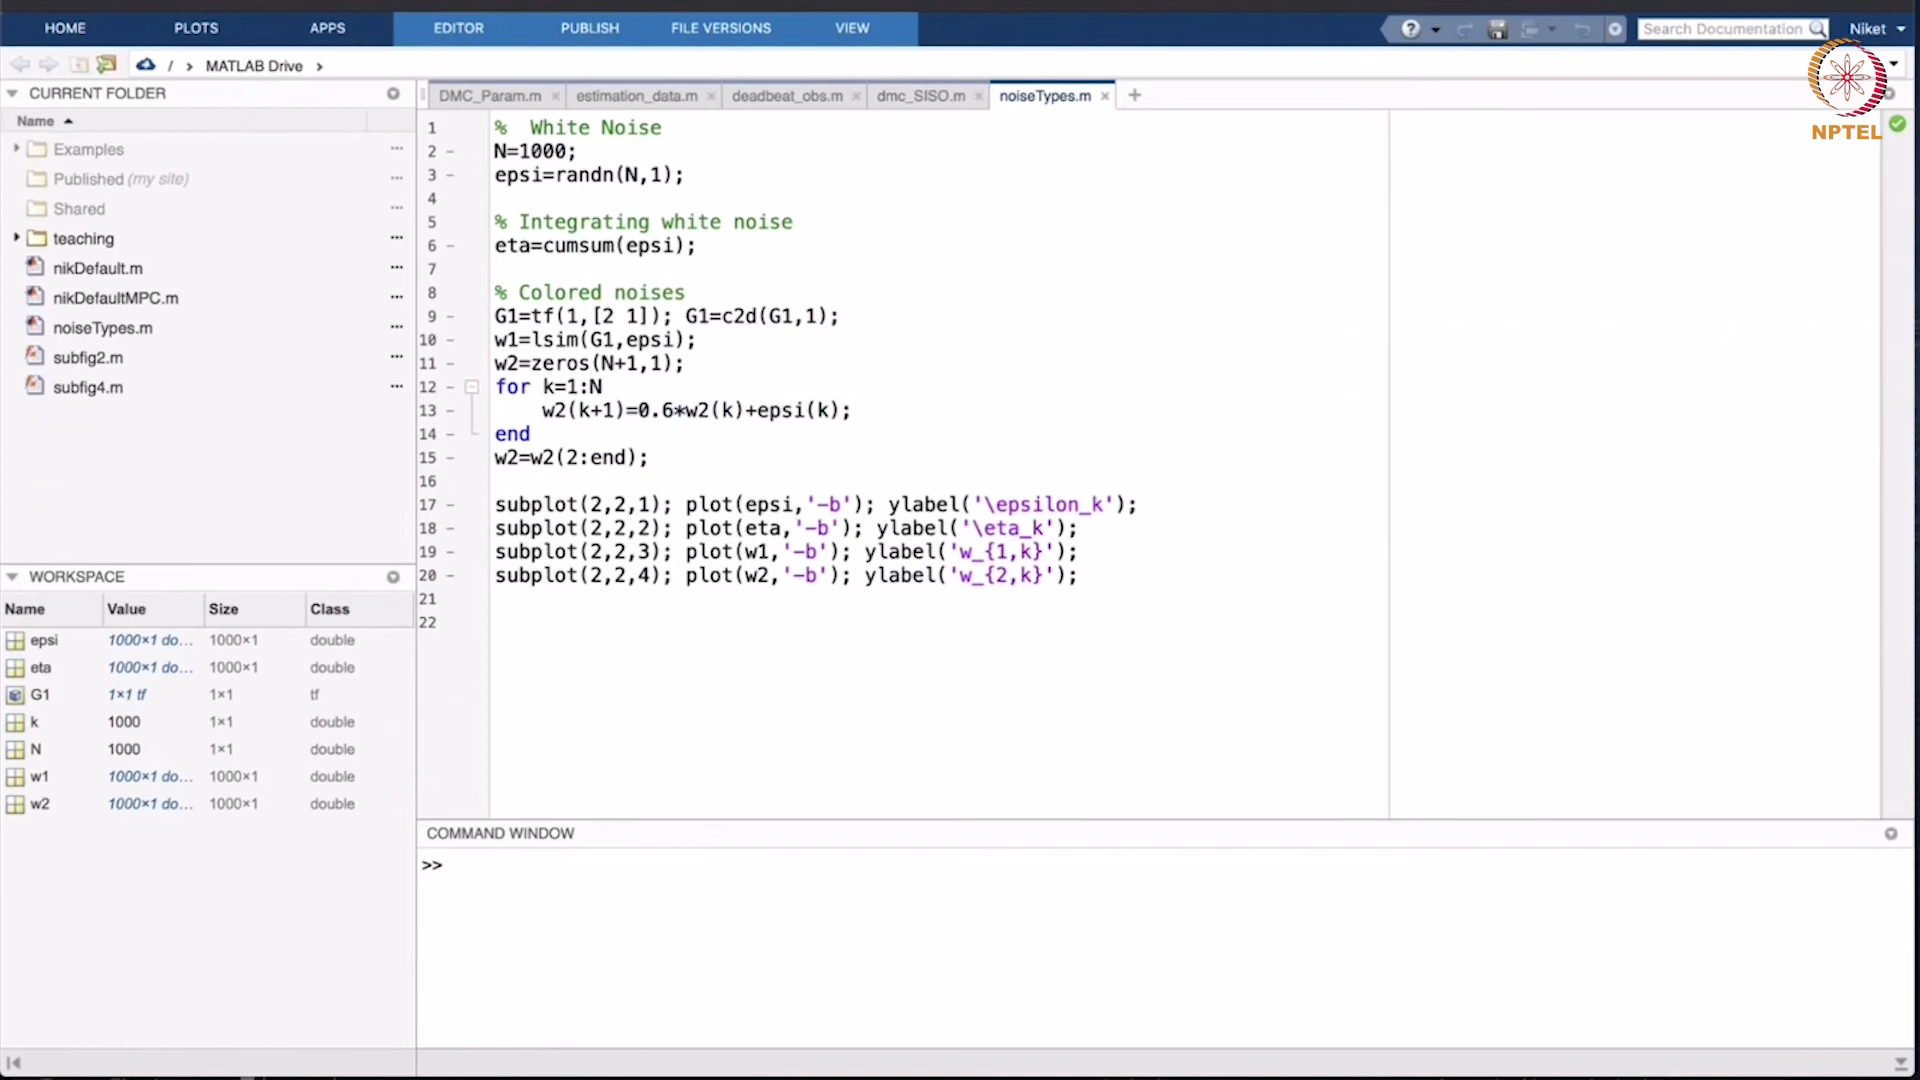 HOME PLOTS APPS EDITOR PUBLISH FILE VERSIONS VIEW ? Search Documentation Niket
/ › MATLAB Drive ›
NPTEL
CURRENT FOLDER
Name
Examples ...
Published (my site) ...
Shared ...
teaching ...
nikDefault.m ...
nikDefaultMPC.m ...
noiseTypes.m ...
subfig2.m ...
subfig4.m ...
WORKSPACE
Name Value Size Class
epsi 1000×1 do... 1000×1 double
eta 1000×1 do... 1000×1 double
G1 1×1 tf 1×1 tf
k 1000 1×1 double
N 1000 1×1 double
w1 1000×1 do... 1000×1 double
w2 1000×1 do... 1000×1 double
DMC_Param.m × estimation_data.m × deadbeat_obs.m × dmc_SISO.m × noiseTypes.m × +
1 % White Noise
2 - N=1000;
3 - epsi=randn(N,1);
4
5 % Integrating white noise
6 - eta=cumsum(epsi);
7
8 % Colored noises
9 - G1=tf(1,[2 1]); G1=c2d(G1,1);
10 - w1=lsim(G1,epsi);
11 - w2=zeros(N+1,1);
12 - for k=1:N
13 - w2(k+1)=0.6*w2(k)+epsi(k);
14 - end
15 - w2=w2(2:end);
16
17 - subplot(2,2,1); plot(epsi,'-b'); ylabel('\epsilon_k');
18 - subplot(2,2,2); plot(eta,'-b'); ylabel('\eta_k');
19 - subplot(2,2,3); plot(w1,'-b'); ylabel('w_{1,k}');
20 - subplot(2,2,4); plot(w2,'-b'); ylabel('w_{2,k}');
21
22
COMMAND WINDOW
>>